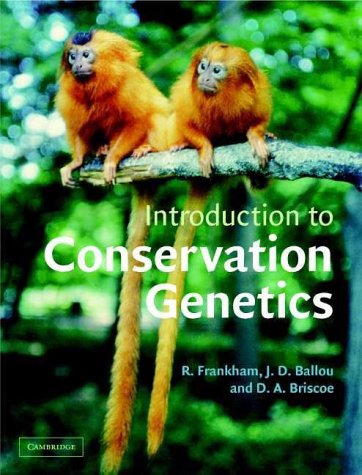 Introduction to
Conservation
Genetics
R. Frankham, J. D. Ballou
and D. A. Briscoe
CAMBRIDGE